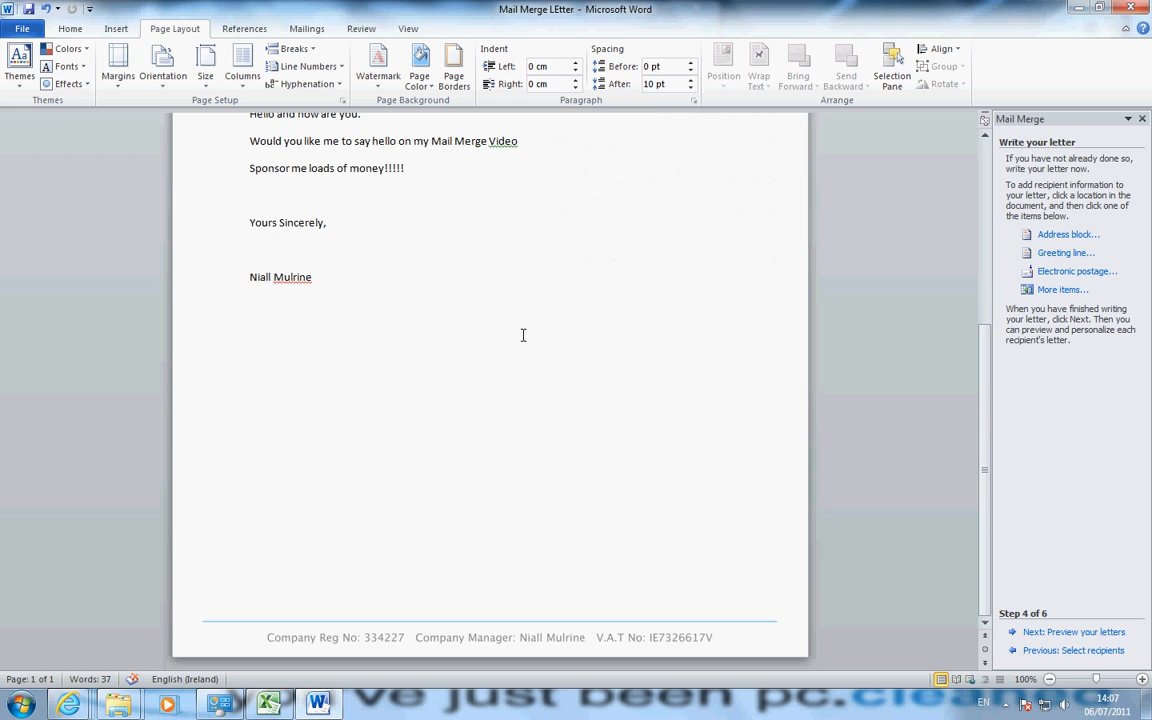 Mail Merge LEtter - Microsoft Word
File Home Insert Page Layout References Mailings Review View
Themes
Colors
Fonts
Effects
Themes
Margins
Orientation
Size
Columns
Breaks
Line Numbers
Hyphenation
Page Setup
Watermark
Page Color
Page Borders
Page Background
Indent
Left: 0 cm
Right: 0 cm
Spacing
Before: 0 pt
After: 10 pt
Paragraph
Position
Wrap Text
Bring Forward
Send Backward
Selection Pane
Align
Group
Rotate
Arrange
Hello and how are you.
Would you like me to say hello on my Mail Merge Video
Sponsor me loads of money!!!!!
Yours Sincerely,
Niall Mulrine
Company Reg No: 334227 Company Manager: Niall Mulrine V.A.T No: IE7326617V
Mail Merge
Write your letter
If you have not already done so,
write your letter now.
To add recipient information to
your letter, click a location in the
document, and then click one of
the items below.
Address block...
Greeting line...
Electronic postage...
More items...
When you have finished writing
your letter, click Next. Then you
can preview and personalize each
recipient's letter.
Step 4 of 6
Next: Preview your letters
Previous: Select recipients
Page: 1 of 1 Words: 37 English (Ireland) 100%
've just been pc.clean
EN
14:07
06/07/2011